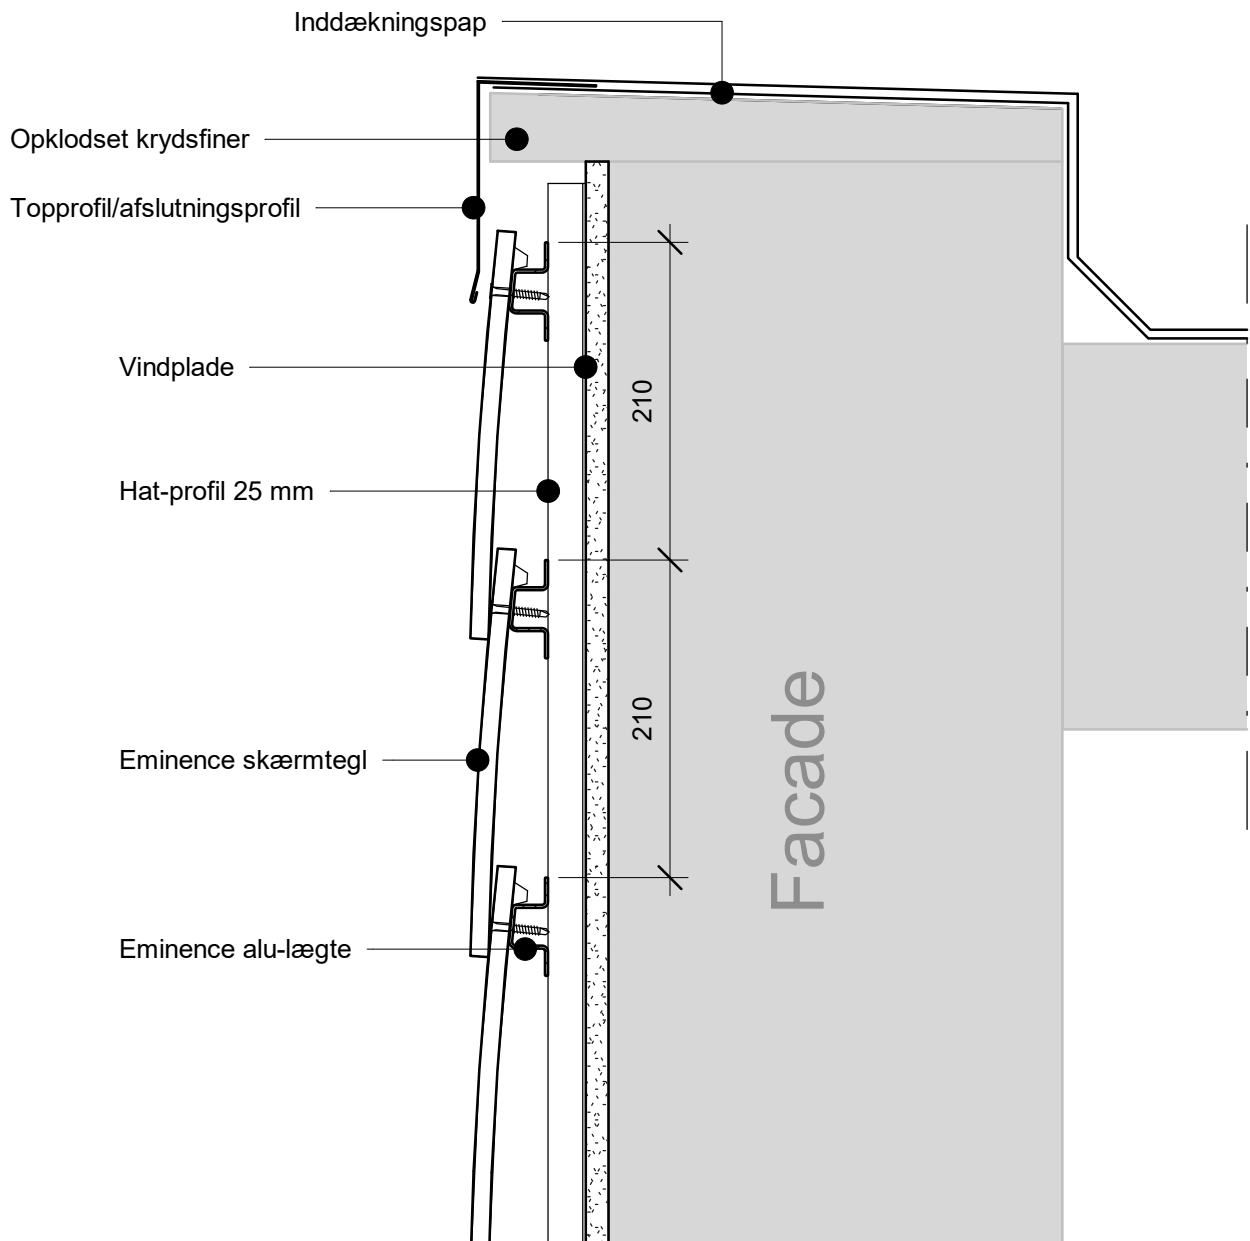 Inddækningspap
Opklodset krydsfiner
Topprofil/afslutningsprofil
Vindplade
210
Hat-profil 25 mm
210
Facade
Eminence skærmtegl
Eminence alu-lægte